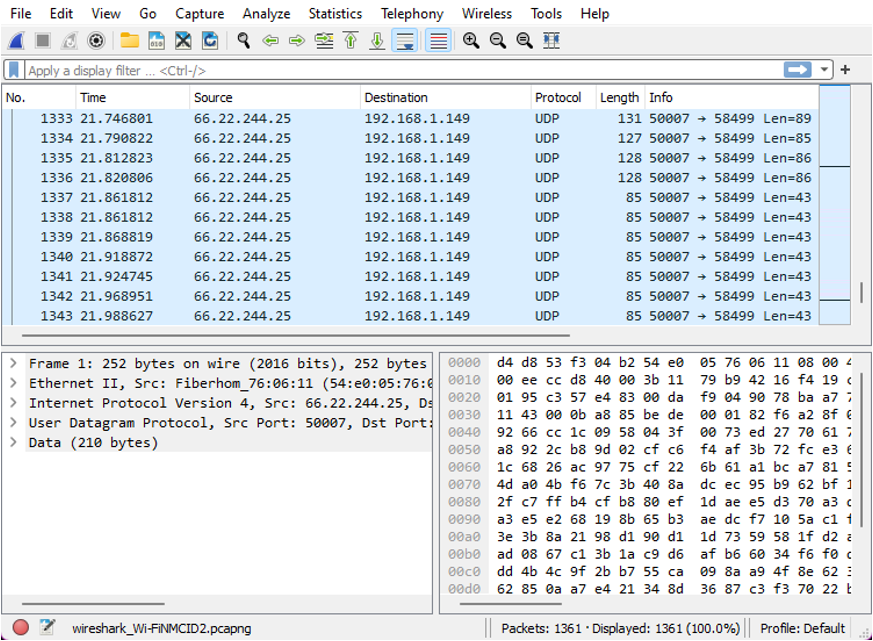 File Edit View Go Capture Analyze Statistics Telephony Wireless Tools Help
Apply a display filter ... <Ctrl-/>
No. Time Source Destination Protocol Length Info
1333 21.746801 66.22.244.25 192.168.1.149 UDP 131 50007 → 58499 Len=89
1334 21.790822 66.22.244.25 192.168.1.149 UDP 127 50007 → 58499 Len=85
1335 21.812823 66.22.244.25 192.168.1.149 UDP 128 50007 → 58499 Len=86
1336 21.820806 66.22.244.25 192.168.1.149 UDP 128 50007 → 58499 Len=86
1337 21.861812 66.22.244.25 192.168.1.149 UDP 85 50007 → 58499 Len=43
1338 21.861812 66.22.244.25 192.168.1.149 UDP 85 50007 → 58499 Len=43
1339 21.868819 66.22.244.25 192.168.1.149 UDP 85 50007 → 58499 Len=43
1340 21.918872 66.22.244.25 192.168.1.149 UDP 85 50007 → 58499 Len=43
1341 21.924745 66.22.244.25 192.168.1.149 UDP 85 50007 → 58499 Len=43
1342 21.968951 66.22.244.25 192.168.1.149 UDP 85 50007 → 58499 Len=43
1343 21.988627 66.22.244.25 192.168.1.149 UDP 85 50007 → 58499 Len=43
Frame 1: 252 bytes on wire (2016 bits), 252 bytes
Ethernet II, Src: Fiberhom_76:06:11 (54:e0:05:76:0
Internet Protocol Version 4, Src: 66.22.244.25, Ds
User Datagram Protocol, Src Port: 50007, Dst Port:
Data (210 bytes)
0000 d4 d8 53 f3 04 b2 54 e0 05 76 06 11 08 00 4
0010 00 ee cc d8 40 00 3b 11 79 b9 42 16 f4 19 c
0020 01 95 c3 57 e4 83 00 da f9 04 90 78 ba a7 7
0030 11 43 00 0b a8 85 be de 00 01 82 f6 a2 8f 0
0040 92 66 cc 1c 09 58 04 3f 00 73 ed 27 70 61 7
0050 a8 92 2c b8 9d 02 cf c6 f4 af 3b 72 fc e3 6
0060 1c 68 26 ac 97 75 cf 22 6b 61 a1 bc a7 81 5
0070 4d a0 4b f6 7c 3b 40 8a dc ec 95 b9 62 bf 1
0080 2f c7 ff b4 cf b8 80 ef 1d ae e5 d3 70 a3 c
0090 a3 e5 e2 68 19 8b 65 b3 ae dc f7 10 5a c1 f
00a0 3e 3b 8a 21 98 d1 90 d1 1d 73 59 58 1f d2 a
00b0 ad 08 67 c1 3b 1a c9 d6 af b6 60 34 f6 f0 c
00c0 dd 4b 4c 9f 2b b7 55 ca 09 8a a9 4f 8e 62 3
00d0 62 85 0a a7 e4 21 34 8d 36 87 c3 f3 70 22 b
wireshark_Wi-FiNMCID2.pcapng Packets: 1361 · Displayed: 1361 (100.0%) Profile: Default